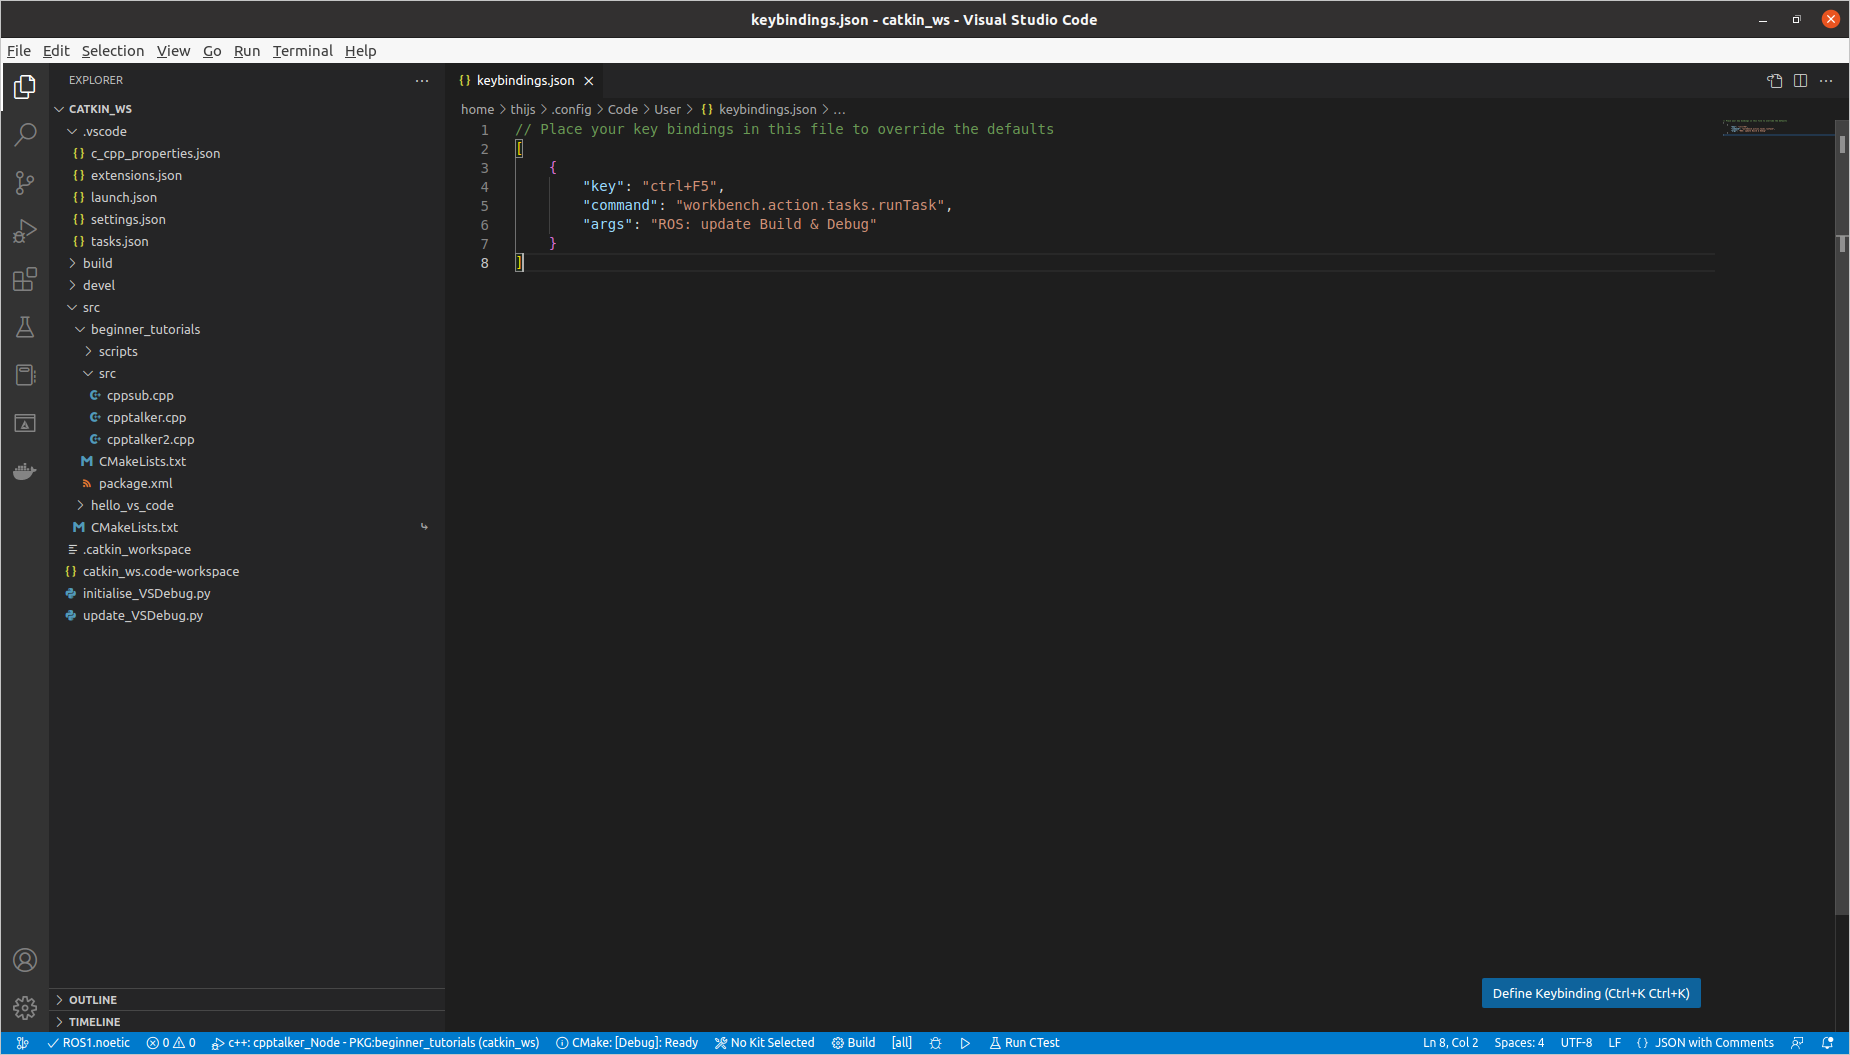 keybindings.json - catkin_ws - Visual Studio Code
File Edit Selection View Go Run Terminal Help
EXPLORER
CATKIN_WS
.vscode
c_cpp_properties.json
extensions.json
launch.json
settings.json
tasks.json
build
devel
src
beginner_tutorials
scripts
src
cppsub.cpp
cpptalker.cpp
cpptalker2.cpp
CMakeLists.txt
package.xml
hello_vs_code
CMakeLists.txt
.catkin_workspace
catkin_ws.code-workspace
initialise_VSDebug.py
update_VSDebug.py
OUTLINE
TIMELINE
{} keybindings.json
home > thijs > .config > Code > User > {} keybindings.json > ...
1 // Place your key bindings in this file to override the defaults
2 [
3 {
4 "key": "ctrl+F5",
5 "command": "workbench.action.tasks.runTask",
6 "args": "ROS: update Build & Debug"
7 }
8 ]
Define Keybinding (Ctrl+K Ctrl+K)
ROS1.noetic 0 0 c++: cpptalker_Node - PKG:beginner_tutorials (catkin_ws) CMake: [Debug]: Ready No Kit Selected Build [all] Run CTest Ln 8, Col 2 Spaces: 4 UTF-8 LF {} JSON with Comments